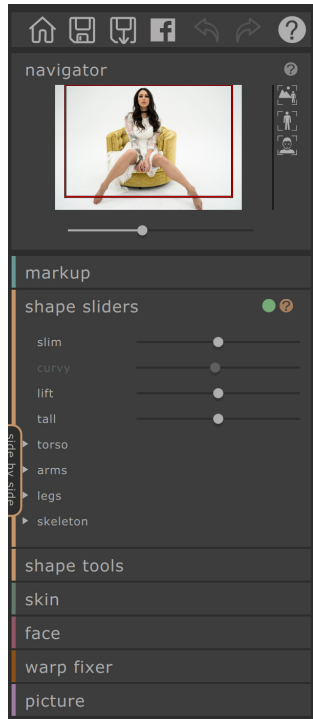 navigator
markup
shape sliders
slim
curvy
lift
tall
torso
arms
legs
skeleton
side by side
shape tools
skin
face
warp fixer
picture